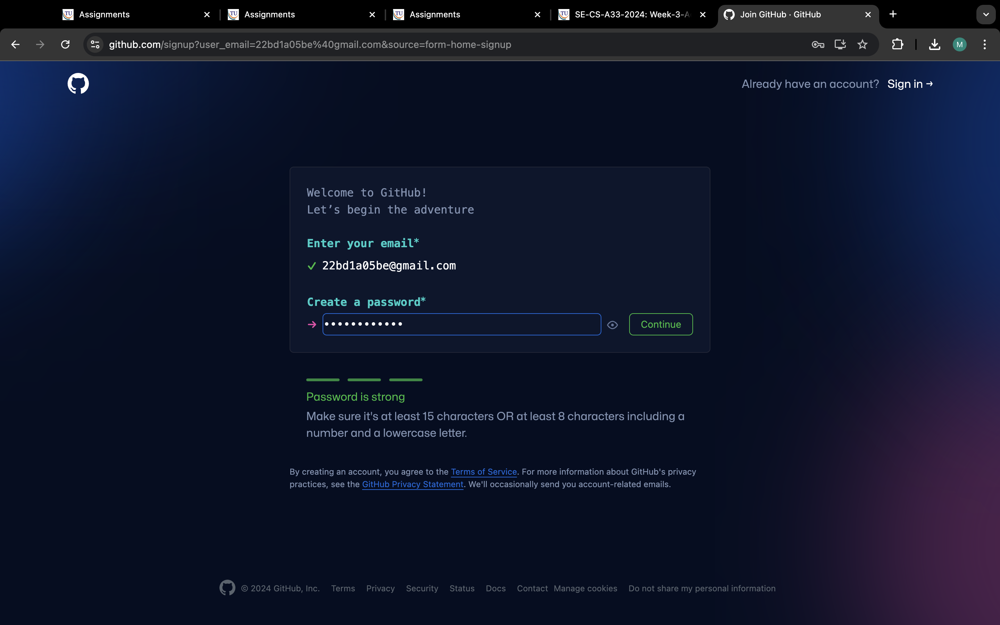 Assignments
Assignments
Assignments
SE-CS-A33-2024: Week-3-A
Join GitHub · GitHub
github.com/signup?user_email=22bd1a05be%40gmail.com&source=form-home-signup
M
Already have an account? Sign in →
Welcome to GitHub!
Let’s begin the adventure
Enter your email*
✓ 22bd1a05be@gmail.com
Create a password*
→ ••••••••••••
Continue
Password is strong
Make sure it's at least 15 characters OR at least 8 characters including a
number and a lowercase letter.
By creating an account, you agree to the Terms of Service. For more information about GitHub's privacy
practices, see the GitHub Privacy Statement. We'll occasionally send you account-related emails.
© 2024 GitHub, Inc. Terms Privacy Security Status Docs Contact Manage cookies Do not share my personal information